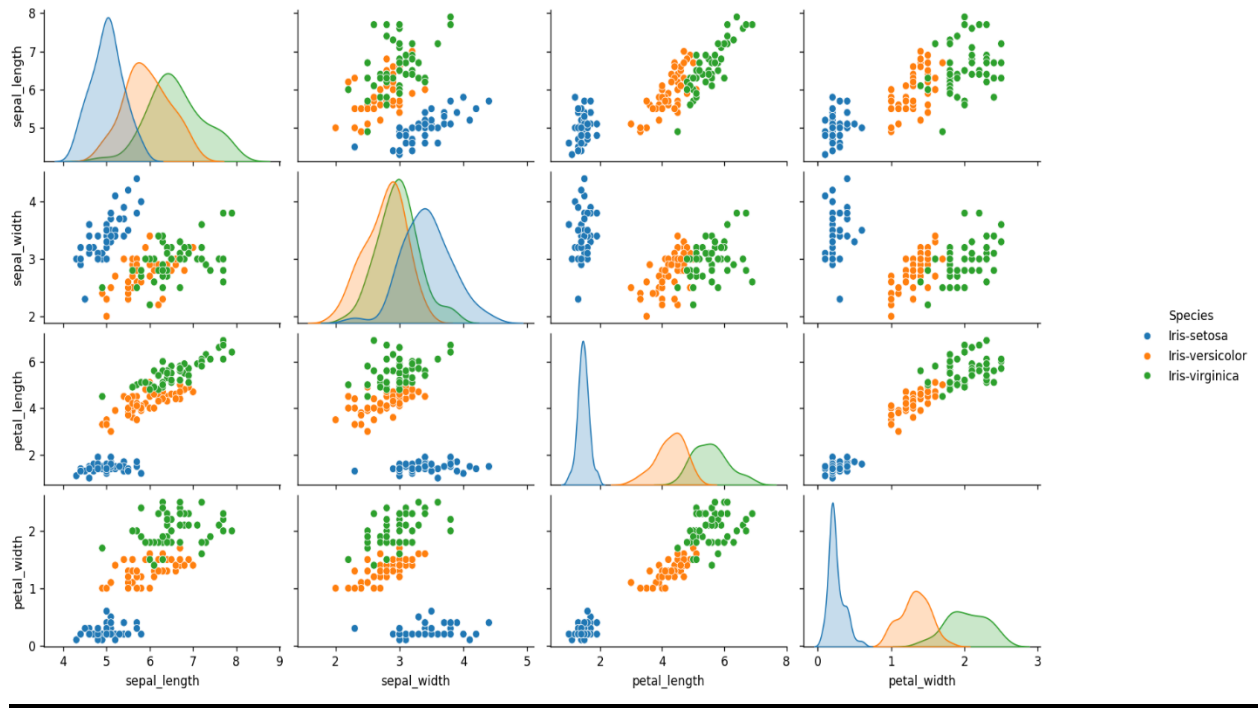 sepal_length
8
7
6
5
sepal_width
4
3
2
petal_length
6
4
2
petal_width
2
1
0
4 5 6 7 8 9
sepal_length
2 3 4 5
sepal_width
2 4 6 8
petal_length
0 1 2 3
petal_width
Species
Iris-setosa
Iris-versicolor
Iris-virginica